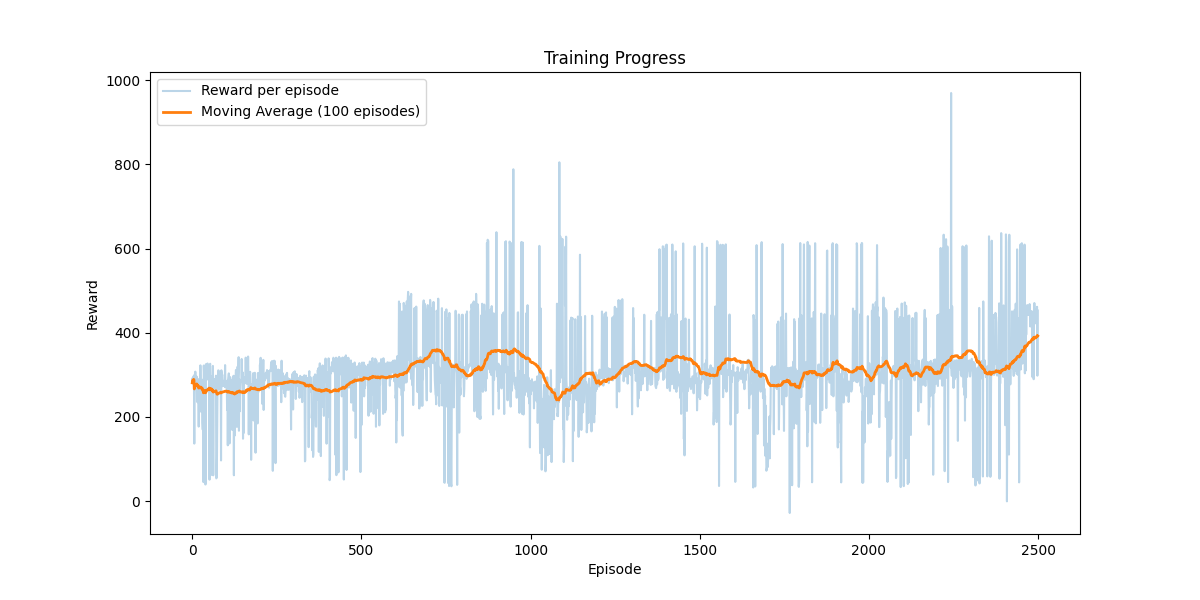 Training Progress
Reward per episode
Moving Average (100 episodes)
1000
800
600
400
200
0
Reward
0
500
1000
1500
2000
2500
Episode